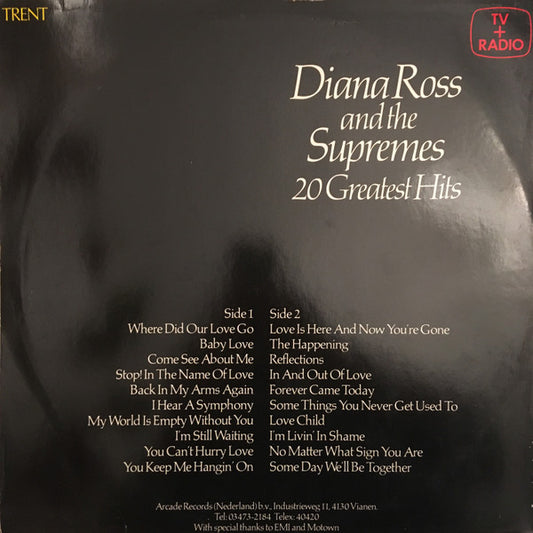 TRENT
TV
+
RADIO
Diana Ross
and the
Supremes
20 Greatest Hits
Side 1
Where Did Our Love Go
Baby Love
Come See About Me
Stop! In The Name Of Love
Back In My Arms Again
I Hear A Symphony
My World Is Empty Without You
I'm Still Waiting
You Can't Hurry Love
You Keep Me Hangin' On
Side 2
Love Is Here And Now You're Gone
The Happening
Reflections
In And Out Of Love
Forever Came Today
Some Things You Never Get Used To
Love Child
I'm Livin' In Shame
No Matter What Sign You Are
Some Day We'll Be Together
Arcade Records (Nederland) b.v., Industrieweg 11, 4130 Vianen.
Tel: 03473-2184 Telex: 40420
With special thanks to EMI and Motown